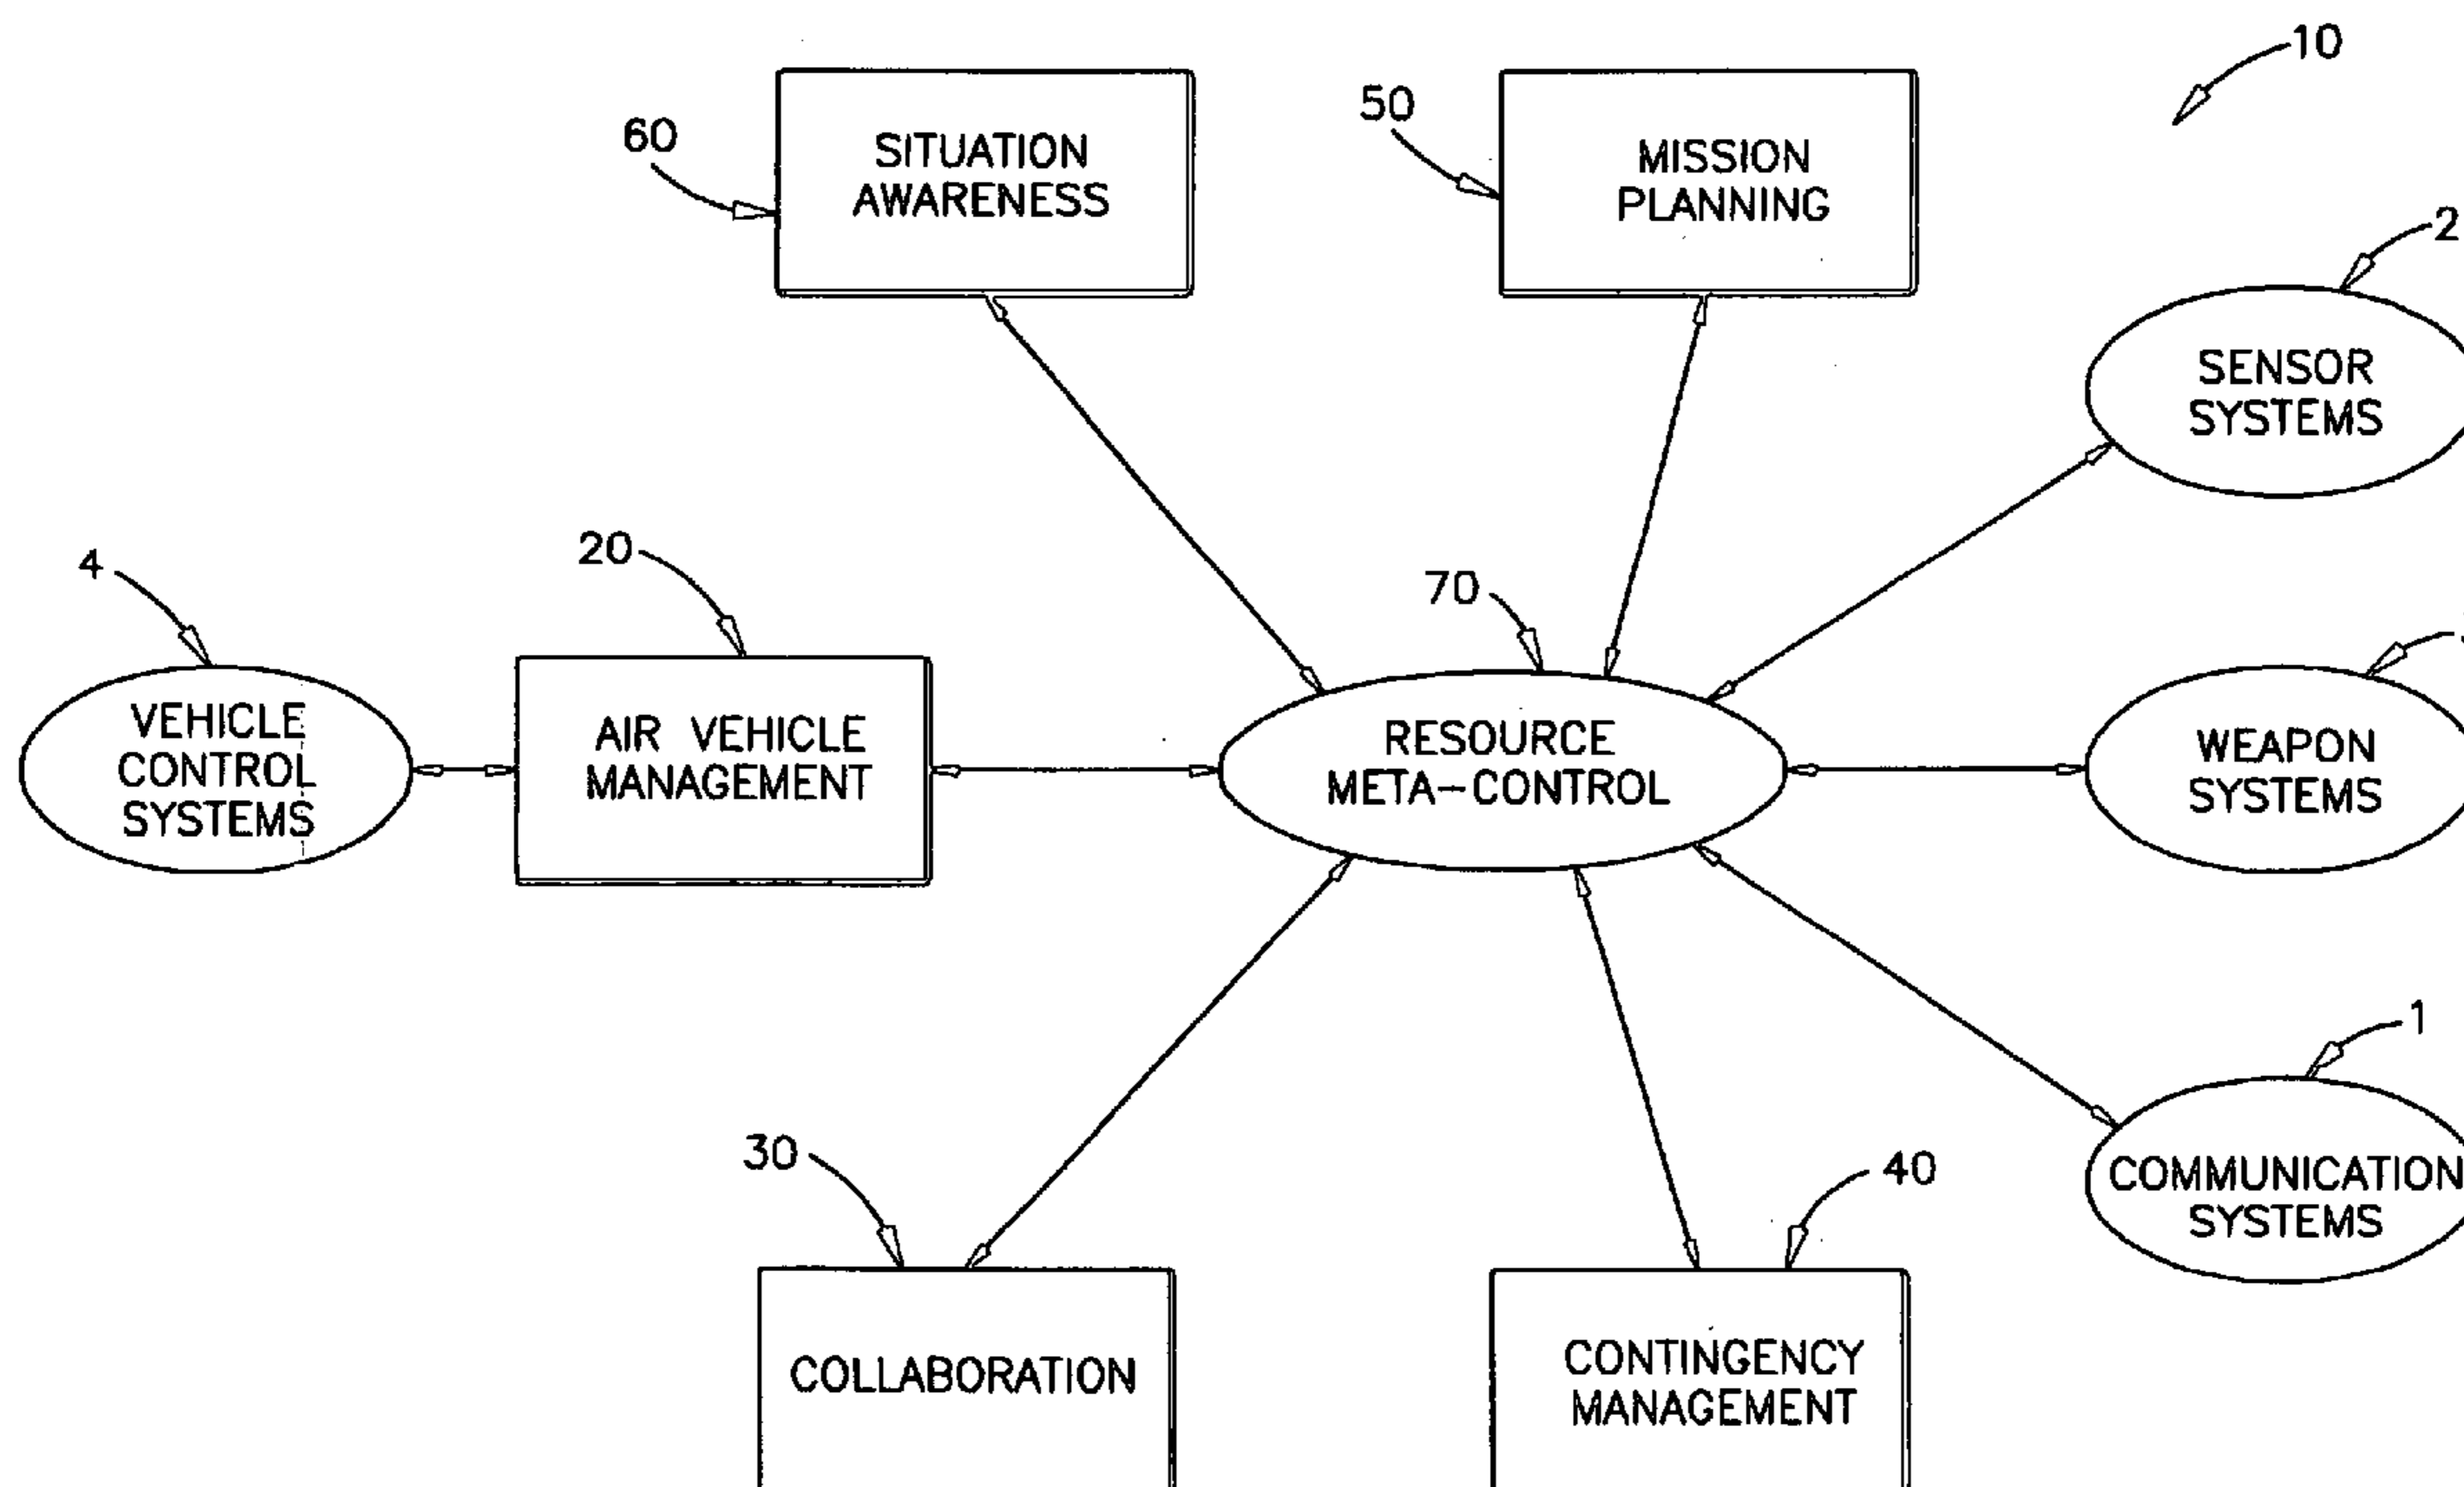 10
60
SITUATION
AWARENESS
50
MISSION
PLANNING
2
SENSOR
SYSTEMS
4
VEHICLE
CONTROL
SYSTEMS
20
AIR VEHICLE
MANAGEMENT
70
RESOURCE
META-CONTROL
WEAPON
SYSTEMS
1
COMMUNICATION
SYSTEMS
30
COLLABORATION
40
CONTINGENCY
MANAGEMENT